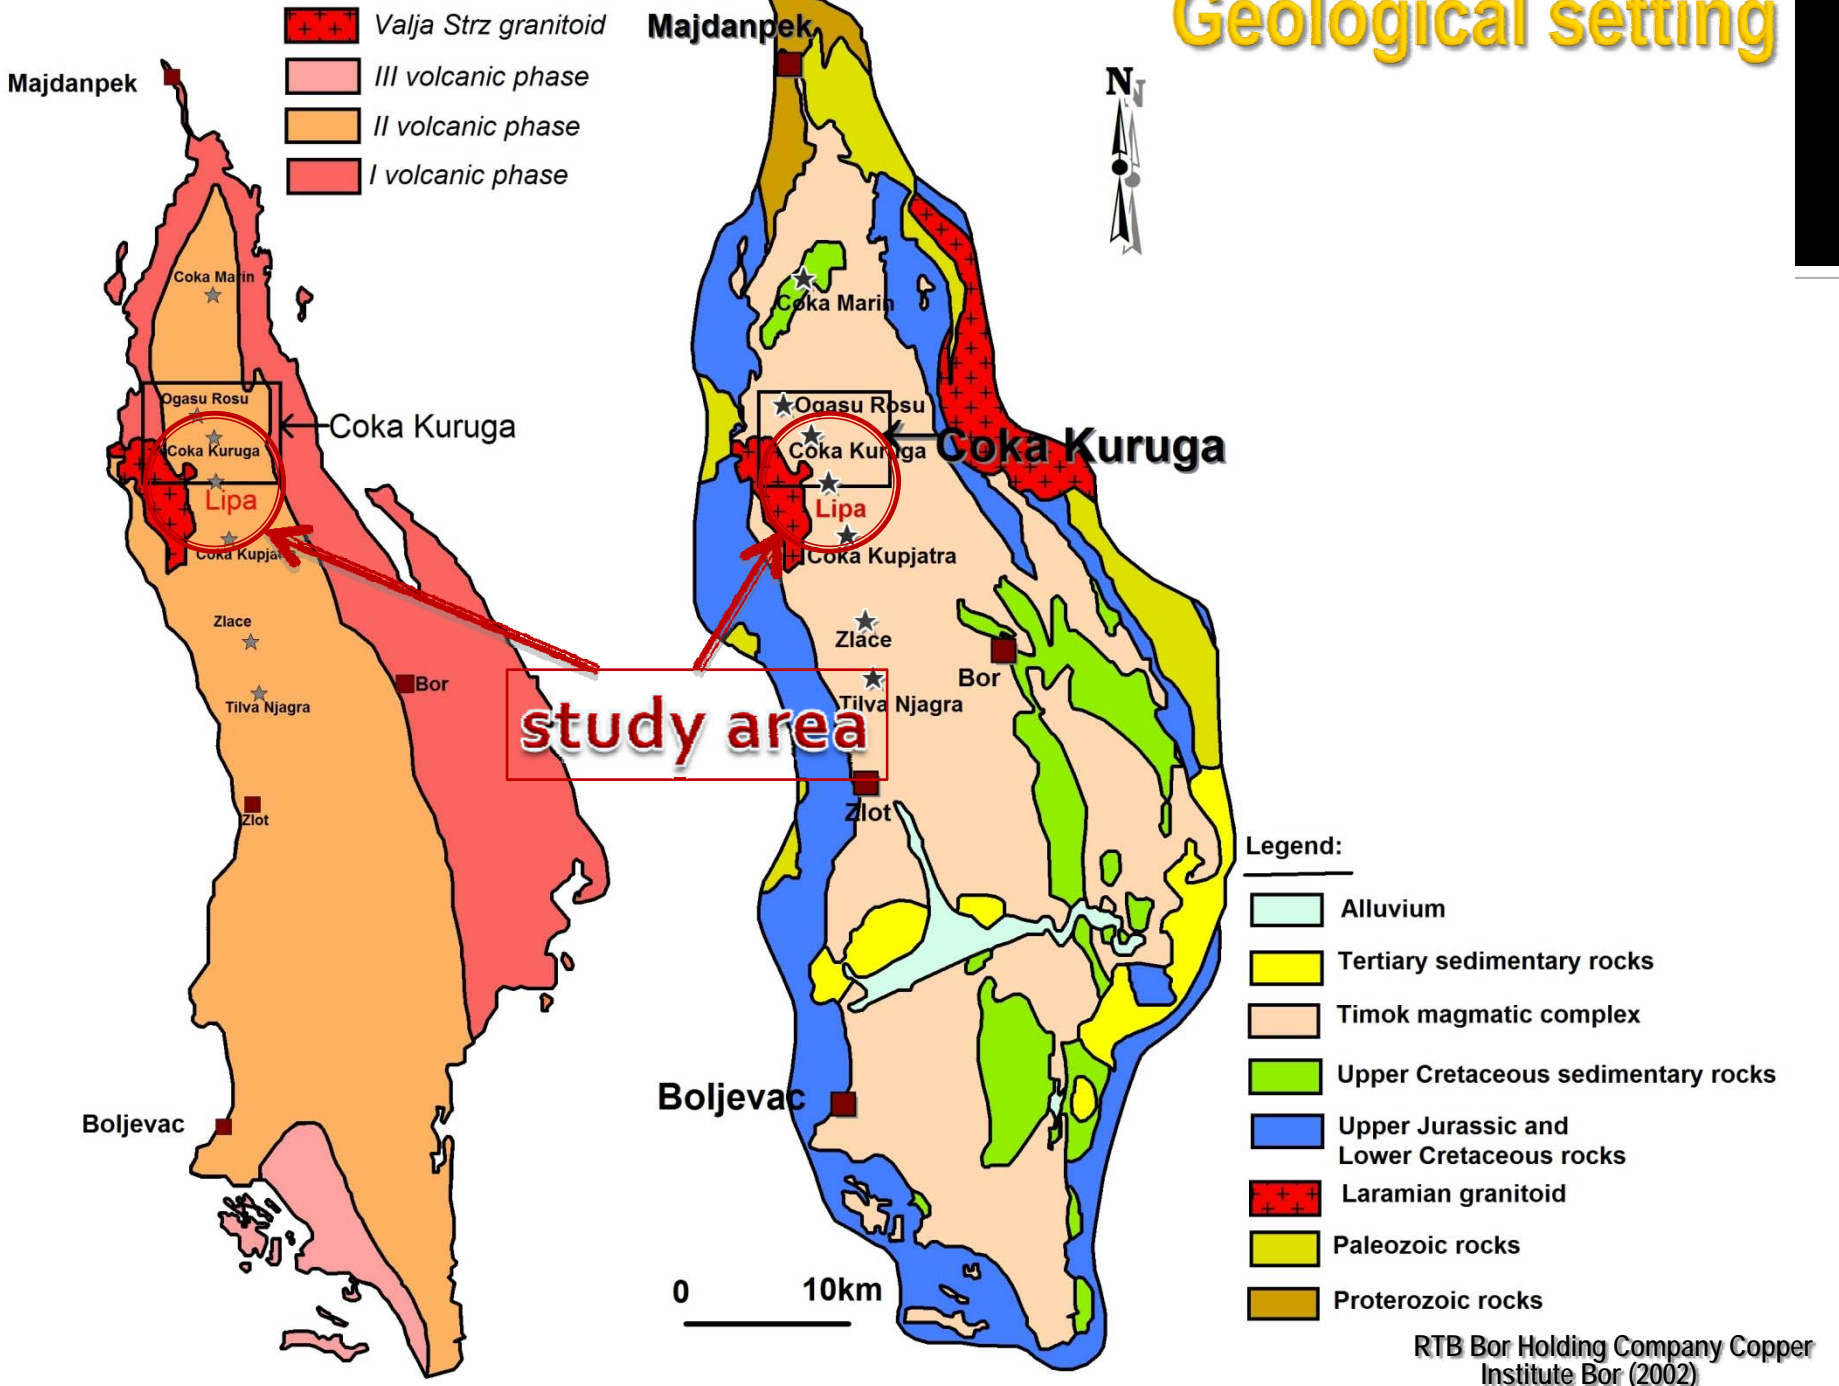 Geological setting
Valja Strz granitoid
III volcanic phase
II volcanic phase
I volcanic phase
Majdanpek
Coka Marin
Ogasu Rosu
Coka Kuruga
Coka Kuruga
Lipa
Coka Kupja
Zlace
Tilva Njagra
Bor
Zlot
Boljevac
study area
Majdanpek
N
Coka Marin
Ogasu Rosu
Coka Kuruga
Coka Kuruga
Lipa
Coka Kupjatra
Zlace
Tilva Njagra
Bor
Zlot
Boljevac
0 10km
Legend:
Alluvium
Tertiary sedimentary rocks
Timok magmatic complex
Upper Cretaceous sedimentary rocks
Upper Jurassic and
Lower Cretaceous rocks
Laramian granitoid
Paleozoic rocks
Proterozoic rocks
RTB Bor Holding Company Copper
Institute Bor (2002)